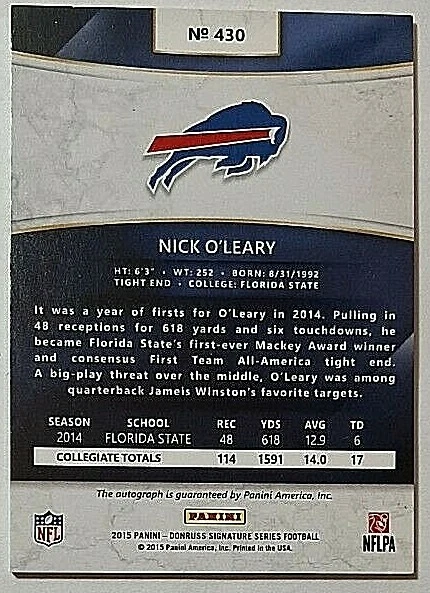 Nº 430
NICK O'LEARY
HT: 6'3" • WT: 252 • BORN: 8/31/1992
TIGHT END • COLLEGE: FLORIDA STATE
It was a year of firsts for O'Leary in 2014. Pulling in
48 receptions for 618 yards and six touchdowns, he
became Florida State's first-ever Mackey Award winner
and consensus First Team All-America tight end.
A big-play threat over the middle, O'Leary was among
quarterback Jameis Winston's favorite targets.
SEASON SCHOOL REC YDS AVG TD
2014 FLORIDA STATE 48 618 12.9 6
COLLEGIATE TOTALS 114 1591 14.0 17
The autograph is guaranteed by Panini America, Inc.
PANINI
NFL
2015 PANINI – DONRUSS SIGNATURE SERIES FOOTBALL
© 2015 Panini America, Inc. Printed in the USA.
NFLPA